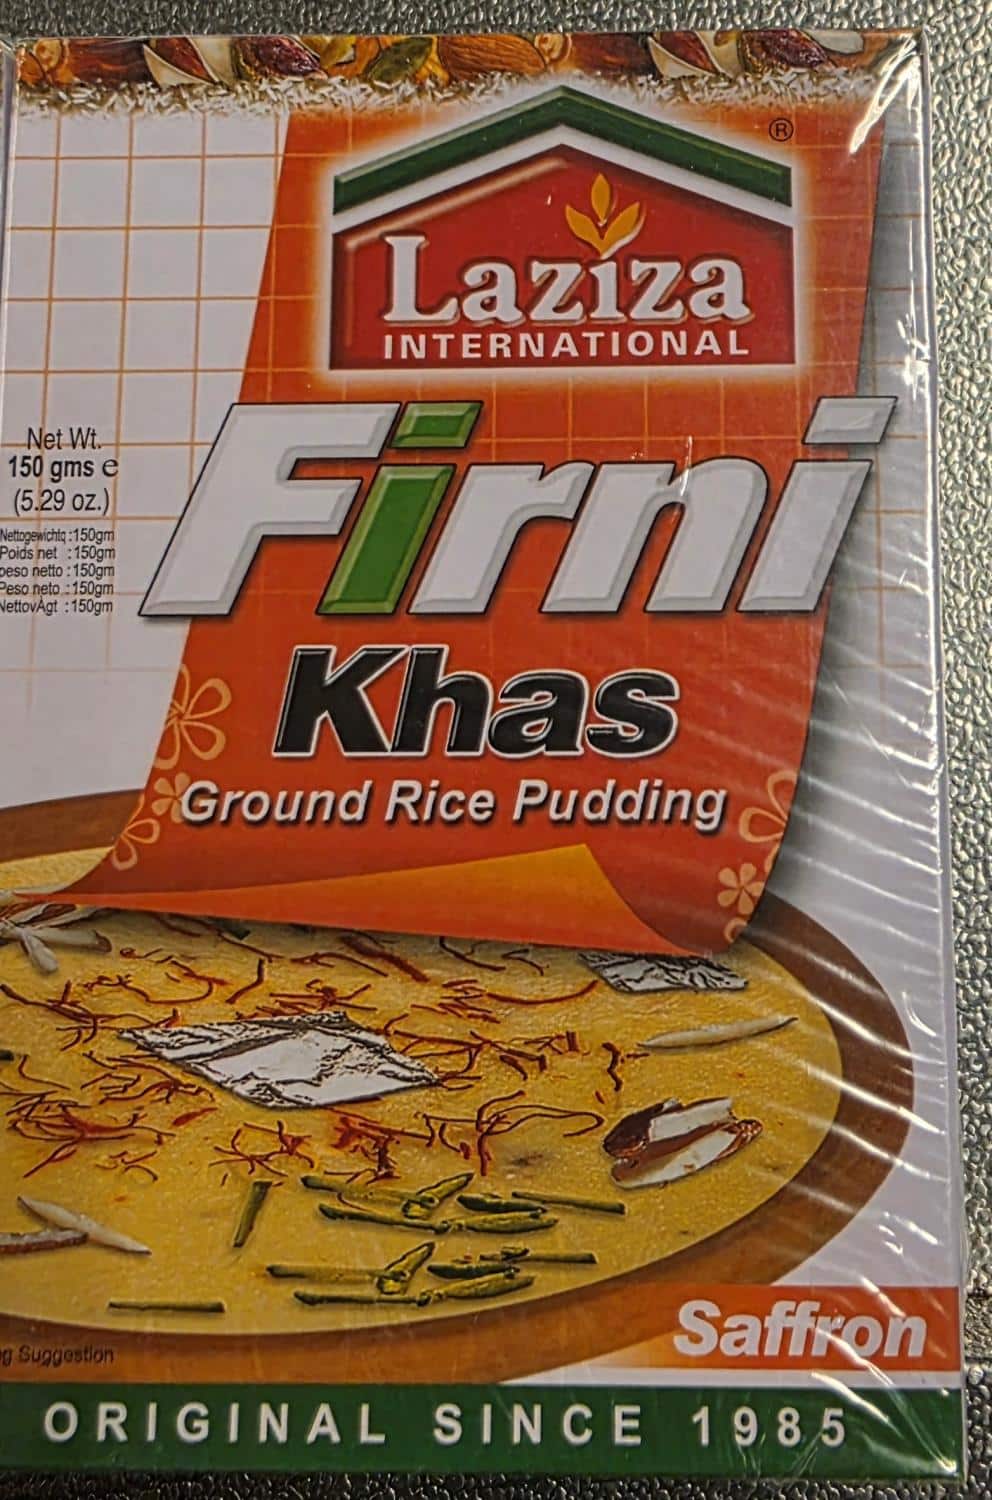 ®
Laziza
INTERNATIONAL
Firni
Khas
Ground Rice Pudding
Net Wt.
150 gms e
(5.29 oz.)
Nettogewichtq :150gm
Poids net :150gm
peso netto :150gm
Peso neto :150gm
NettovAgt :150gm
Suggestion
Saffron
ORIGINAL SINCE 1985